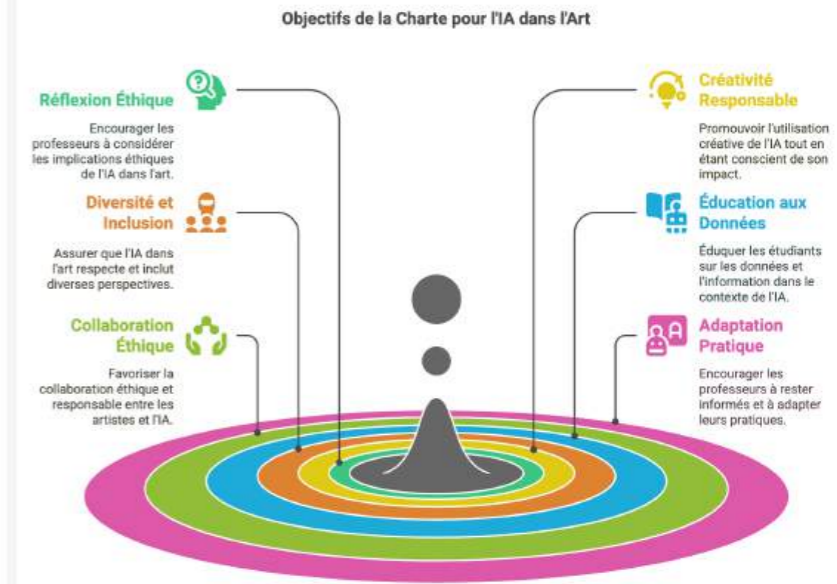 Objectifs de la Charte pour l'IA dans l'Art
Réflexion Éthique
Encourager les
professeurs à considérer
les implications éthiques
de l'IA dans l'art.
Diversité et
Inclusion
Assurer que l'IA dans
l'art respecte et inclut
diverses perspectives.
Collaboration
Éthique
Favoriser la
collaboration éthique et
responsable entre les
artistes et l'IA.
Créativité
Responsable
Promouvoir l'utilisation
créative de l'IA tout en
étant conscient de son
impact.
Éducation aux
Données
Éduquer les étudiants
sur les données et
l'information dans le
contexte de l'IA.
Adaptation
Pratique
Encourager les
professeurs à rester
informés et à adapter
leurs pratiques.